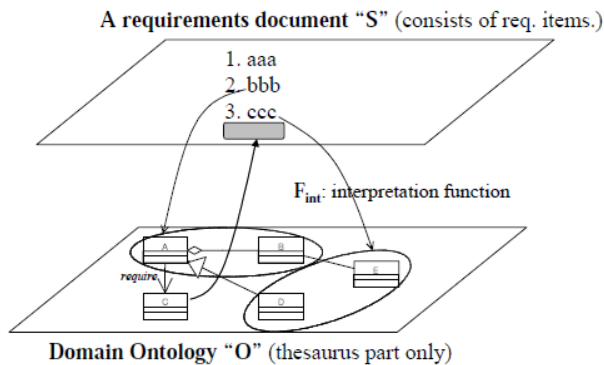 A requirements document “S” (consists of req. items.)
1. aaa
2. bbb
3. ccc
Fint: interpretation function
A
B
E
require
C
D
Domain Ontology “O” (thesaurus part only)